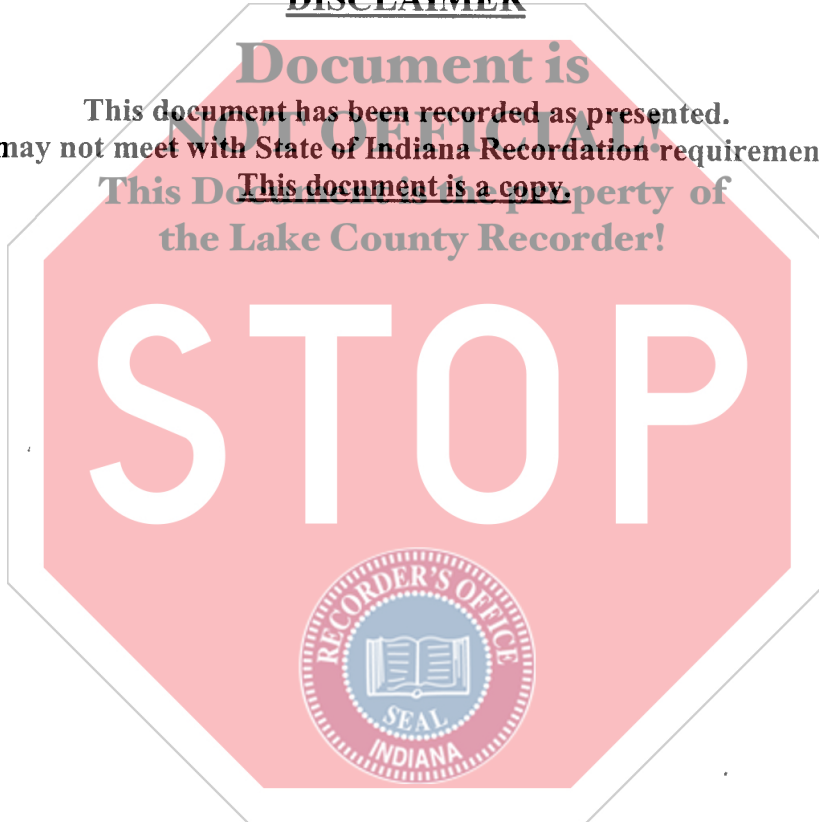 DISCLAIMER
Document is
This document has been recorded as presented.
NOT OFFICIAL!
may not meet with State of Indiana Recordation requiremen
This Document is the property of
This document is a copy.
the Lake County Recorder!
STOP
RECORDER'S OFFICE
SEAL
INDIANA